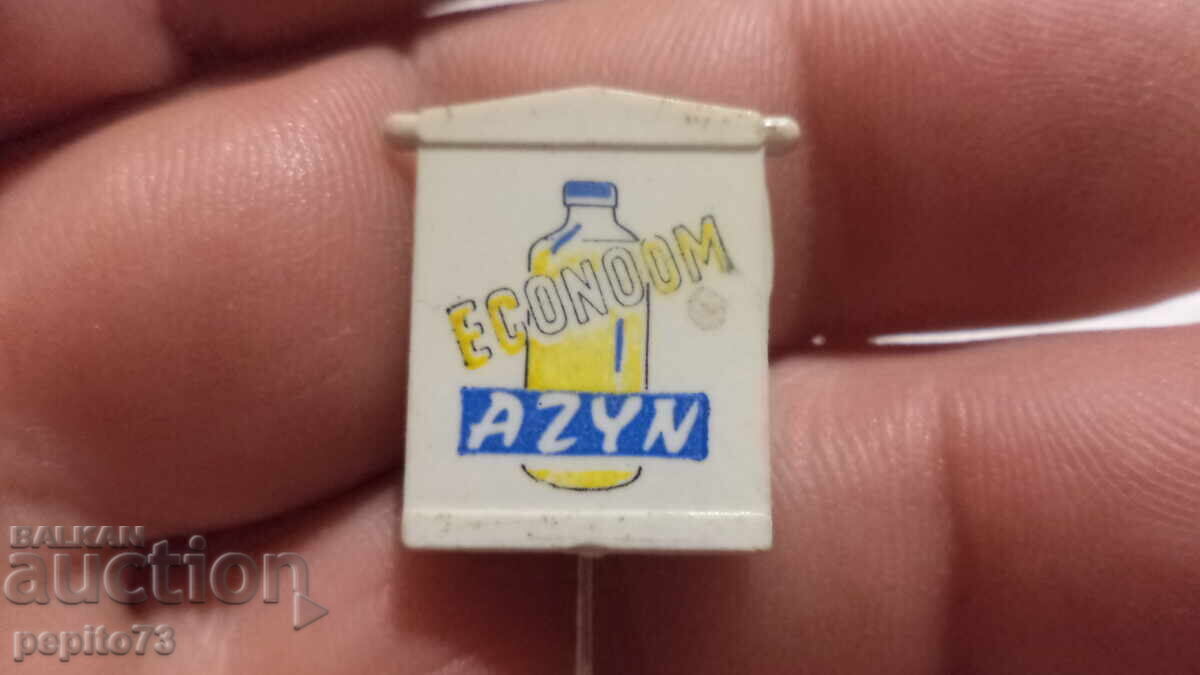 ECONOOM
AZYN
BALKAN
auction
pepito73